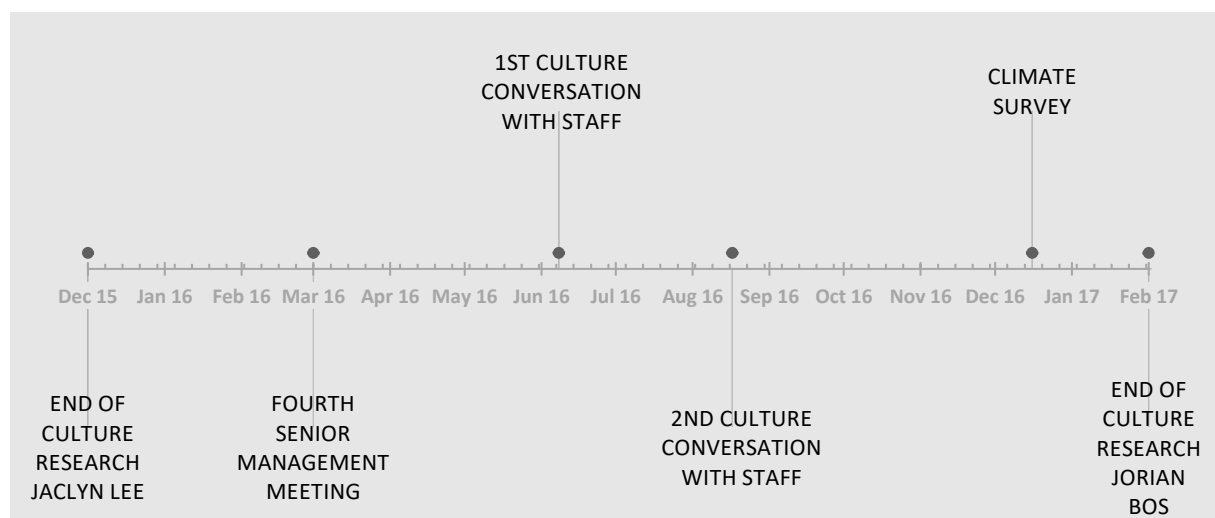 1ST CULTURE
CONVERSATION
WITH STAFF
CLIMATE
SURVEY
Dec 15 Jan 16 Feb 16 Mar 16 Apr 16 May 16 Jun 16 Jul 16 Aug 16 Sep 16 Oct 16 Nov 16 Dec 16 Jan 17 Feb 17
END OF
CULTURE
RESEARCH
JACLYN LEE
FOURTH
SENIOR
MANAGEMENT
MEETING
2ND CULTURE
CONVERSATION
WITH STAFF
END OF
CULTURE
RESEARCH
JORIAN
BOS